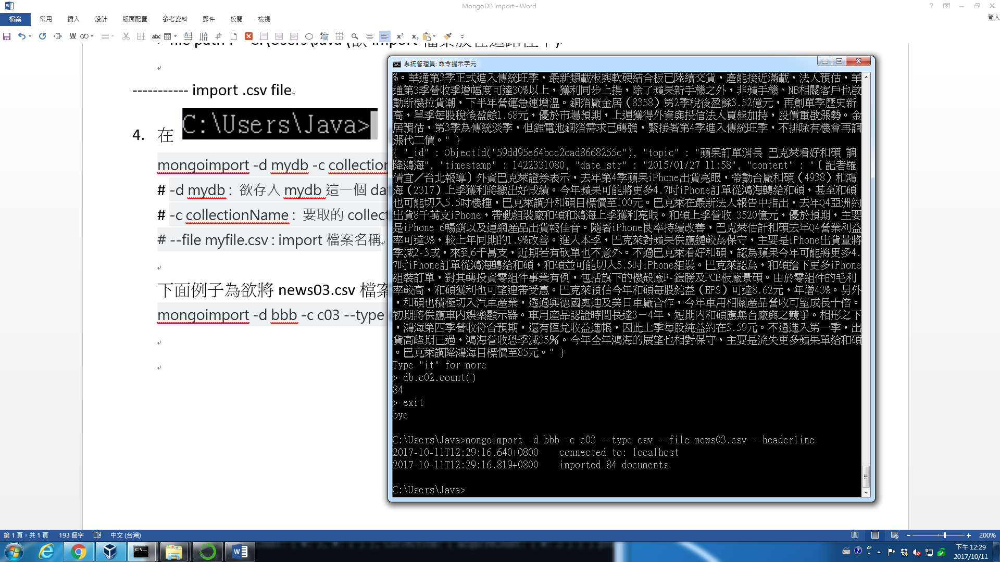 MongoDB import - Word
檔案 常用 插入 設計 版面配置 參考資料 郵件 校閱 檢視
登入
----------- import .csv file
4. 在 C:\Users\Java>
mongoimport -d mydb -c collection
# -d mydb : 欲存入 mydb 這一個 dat
# -c collectionName : 要取的 collect
# --file myfile.csv : import 檔案名稱
下面例子為欲將 news03.csv 檔案
mongoimport -d bbb -c c03 --type
系統管理員: 命令提示字元
%。華通第3季正式進入傳統旺季，最新類載板與軟硬結合板已陸續交貨，產能接近滿載，法人預估，華
通第3季營收季增幅度可達30%以上，獲利同步上揚，除了蘋果新手機之外，非蘋手機、NB相關客戶也啟
動新機拉貨潮，下半年營運急速增溫。銅箔廠金居（8358）第2季稅後盈餘3.52億元，再創單季歷史新
高，單季每股稅後盈餘1.68元，優於市場預期，上週獲得外資與投信法人買盤加持，股價重啟漲勢。金
居預估，第3季為傳統淡季，但鋰電池銅箔需求已轉強，緊接著第4季進入傳統旺季，不排除有機會再調
漲代工價。" }
{ "_id" : ObjectId("59dd95e64bcc2cad8668255c"), "topic" : "蘋果訂單消長 巴克萊看好和碩 調
降鴻海", "timestamp" : 1422331080, "date_str" : "2015/01/27 11:58", "content" : "〔記者羅
倩宜／台北報導〕外資巴克萊證券表示，去年第4季蘋果iPhone出貨亮眼，帶動台廠和碩（4938）和鴻
海（2317）上季獲利將繳出好成績。今年蘋果可能將更多4.7吋iPhone訂單從鴻海轉給和碩，甚至和碩
也可能切入5.5吋機種，巴克萊調升和碩目標價至100元。巴克萊在最新法人報告中指出，去年Q4亞洲約
出貨8千萬支iPhone，帶動組裝廠和碩和鴻海上季獲利亮眼。和碩上季營收 3520億元，優於預期，主要
是iPhone 6暢銷以及連網產品出貨報佳音。隨著iPhone良率持續改善，巴克萊估計和碩去年Q4營業利益
率可達3%，較上年同期的1.9%改善。進入本季，巴克萊對蘋果供應鏈較為保守，主要是iPhone出貨量將
季減2-3成，來到6千萬支，近期若有砍單也不意外。不過巴克萊看好和碩，認為蘋果今年可能將更多4.
7吋iPhone訂單從鴻海轉給和碩，和碩並可能切入5.5吋iPhone組裝。巴克萊認為，和碩搶下更多iPhone
組裝訂單，對其轉投資零組件事業有例，包括旗下的機殼廠F-鎧勝及PCB板廠景碩。由於零組件的毛利
率較高，和碩獲利也可望連帶受惠。巴克萊預估今年和碩每股純益（EPS）可達8.62元，年增43%。另外
，和碩也積極切入汽車產業，透過與德國奧迪及美日車廠合作，今年車用相關產品營收可望成長十倍。
初期將供應車內娛樂顯示器。車用產品認證時間長達3－4年，短期內和碩應無台廠與之競爭。相形之下
，鴻海第四季營收符合預期，還有匯兌收益進帳，因此上季每股純益約在3.59元。不過進入第一季，出
貨高峰期已過，鴻海營收恐季減35％。今年全年鴻海的展望也相對保守，主要是流失更多蘋果單給和碩
。巴克萊調降鴻海目標價至85元。" }
Type "it" for more
> db.c02.count()
84
> exit
bye
C:\Users\Java>mongoimport -d bbb -c c03 --type csv --file news03.csv --headerline
2017-10-11T12:29:16.640+0800 connected to: localhost
2017-10-11T12:29:16.819+0800 imported 84 documents
C:\Users\Java>
第 1 頁，共 1 頁 193 個字 中文 (台灣) 200%
下午 12:29
2017/10/11